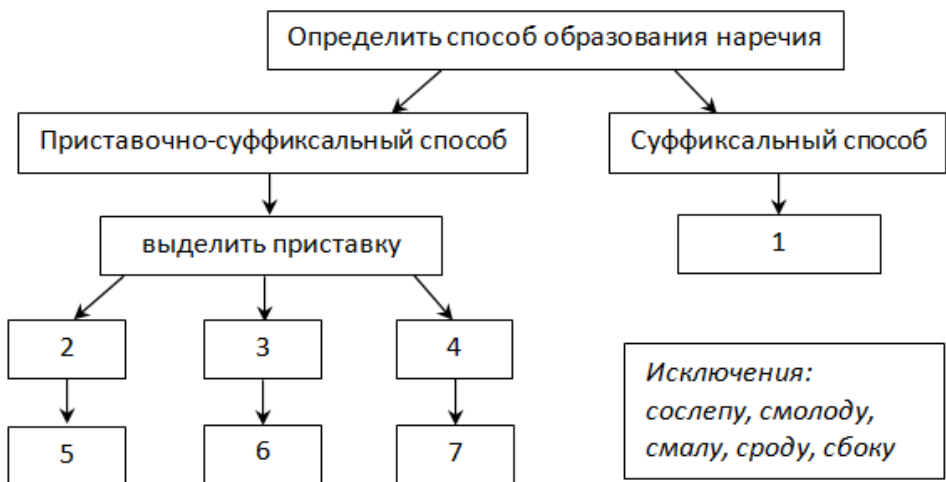 Определить способ образования наречия
Приставочно-суффиксальный способ
Суффиксальный способ
выделить приставку
1
2
3
4
Исключения:
сослепу, смолоду,
смалу, сроду, сбоку
5
6
7